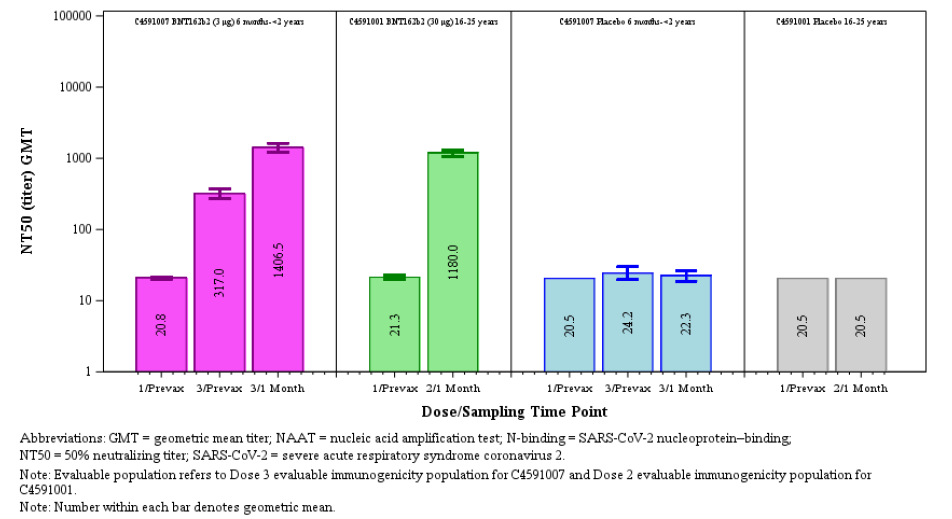 C4591007 BNT162b2 (3 μg) 6 months-<2 years
C4591001 BNT162b2 (30 μg) 16-25 years
C4591007 Placebo 6 months-<2 years
C4591001 Placebo 16-25 years
100000
10000
1000
100
10
1
NT50 (titer) GMT
20.8
317.0
1406.5
21.3
1180.0
20.5
24.2
22.3
20.5
20.5
1/Prevax 3/Prevax 3/1 Month
1/Prevax 2/1 Month
1/Prevax 3/Prevax 3/1 Month
1/Prevax 2/1 Month
Dose/Sampling Time Point
Abbreviations: GMT = geometric mean titer; NAAT = nucleic acid amplification test; N-binding = SARS-CoV-2 nucleoprotein–binding;
NT50 = 50% neutralizing titer; SARS-CoV-2 = severe acute respiratory syndrome coronavirus 2.
Note: Evaluable population refers to Dose 3 evaluable immunogenicity population for C4591007 and Dose 2 evaluable immunogenicity population for
C4591001.
Note: Number within each bar denotes geometric mean.